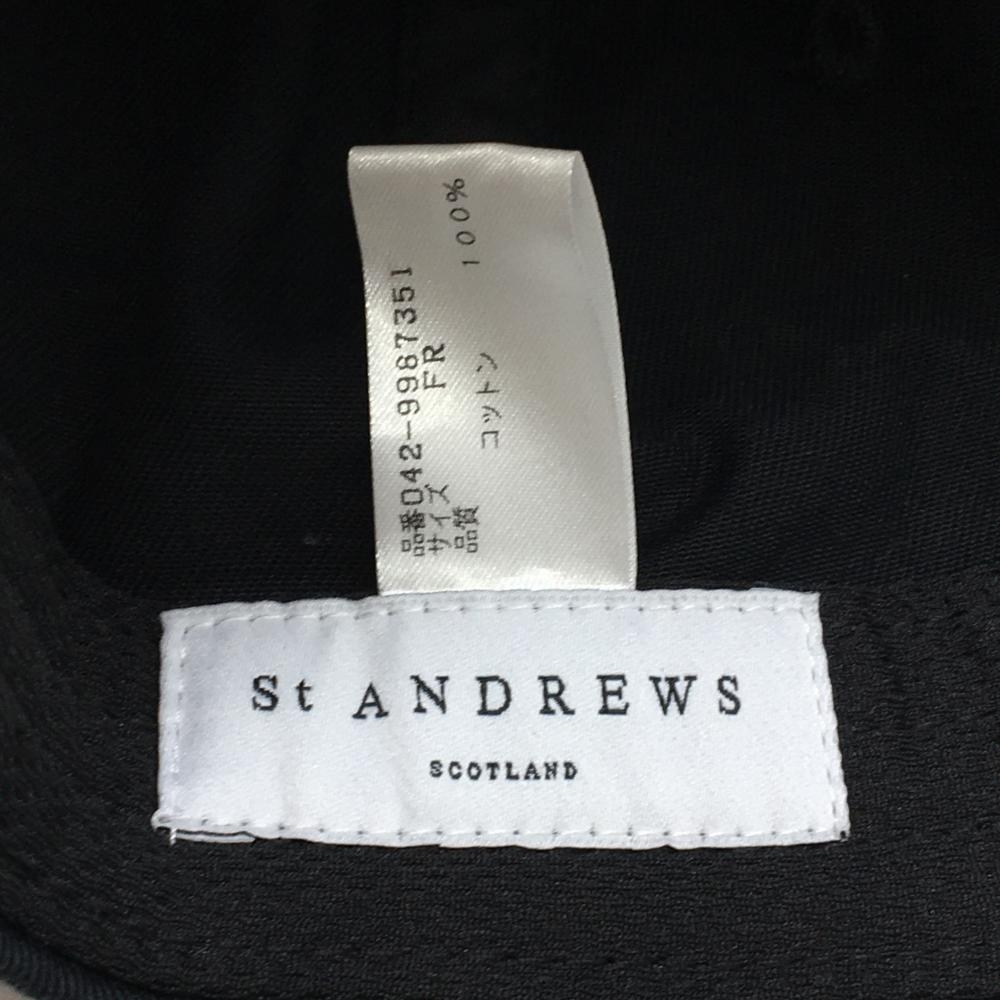 品番042-9987351
サイズ FR
品質 コットン 100%
St ANDREWS
SCOTLAND